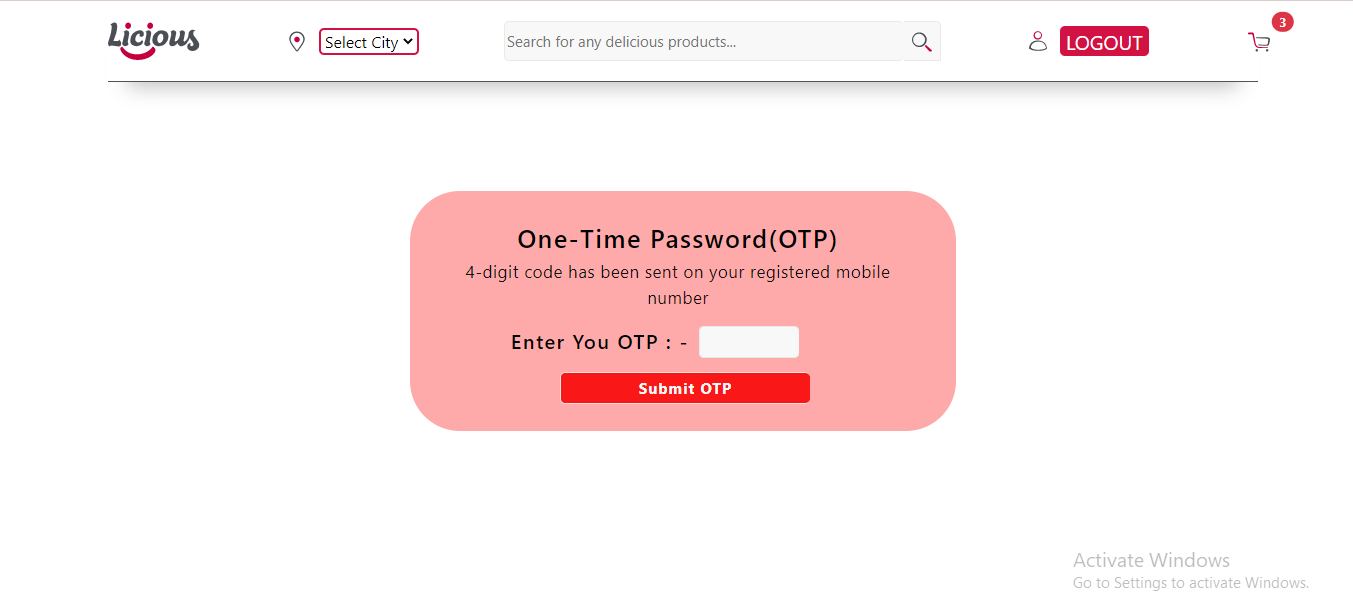 Licious
Select City
Search for any delicious products...
LOGOUT
3
One-Time Password(OTP)
4-digit code has been sent on your registered mobile
number
Enter You OTP : -
Submit OTP
Activate Windows
Go to Settings to activate Windows.